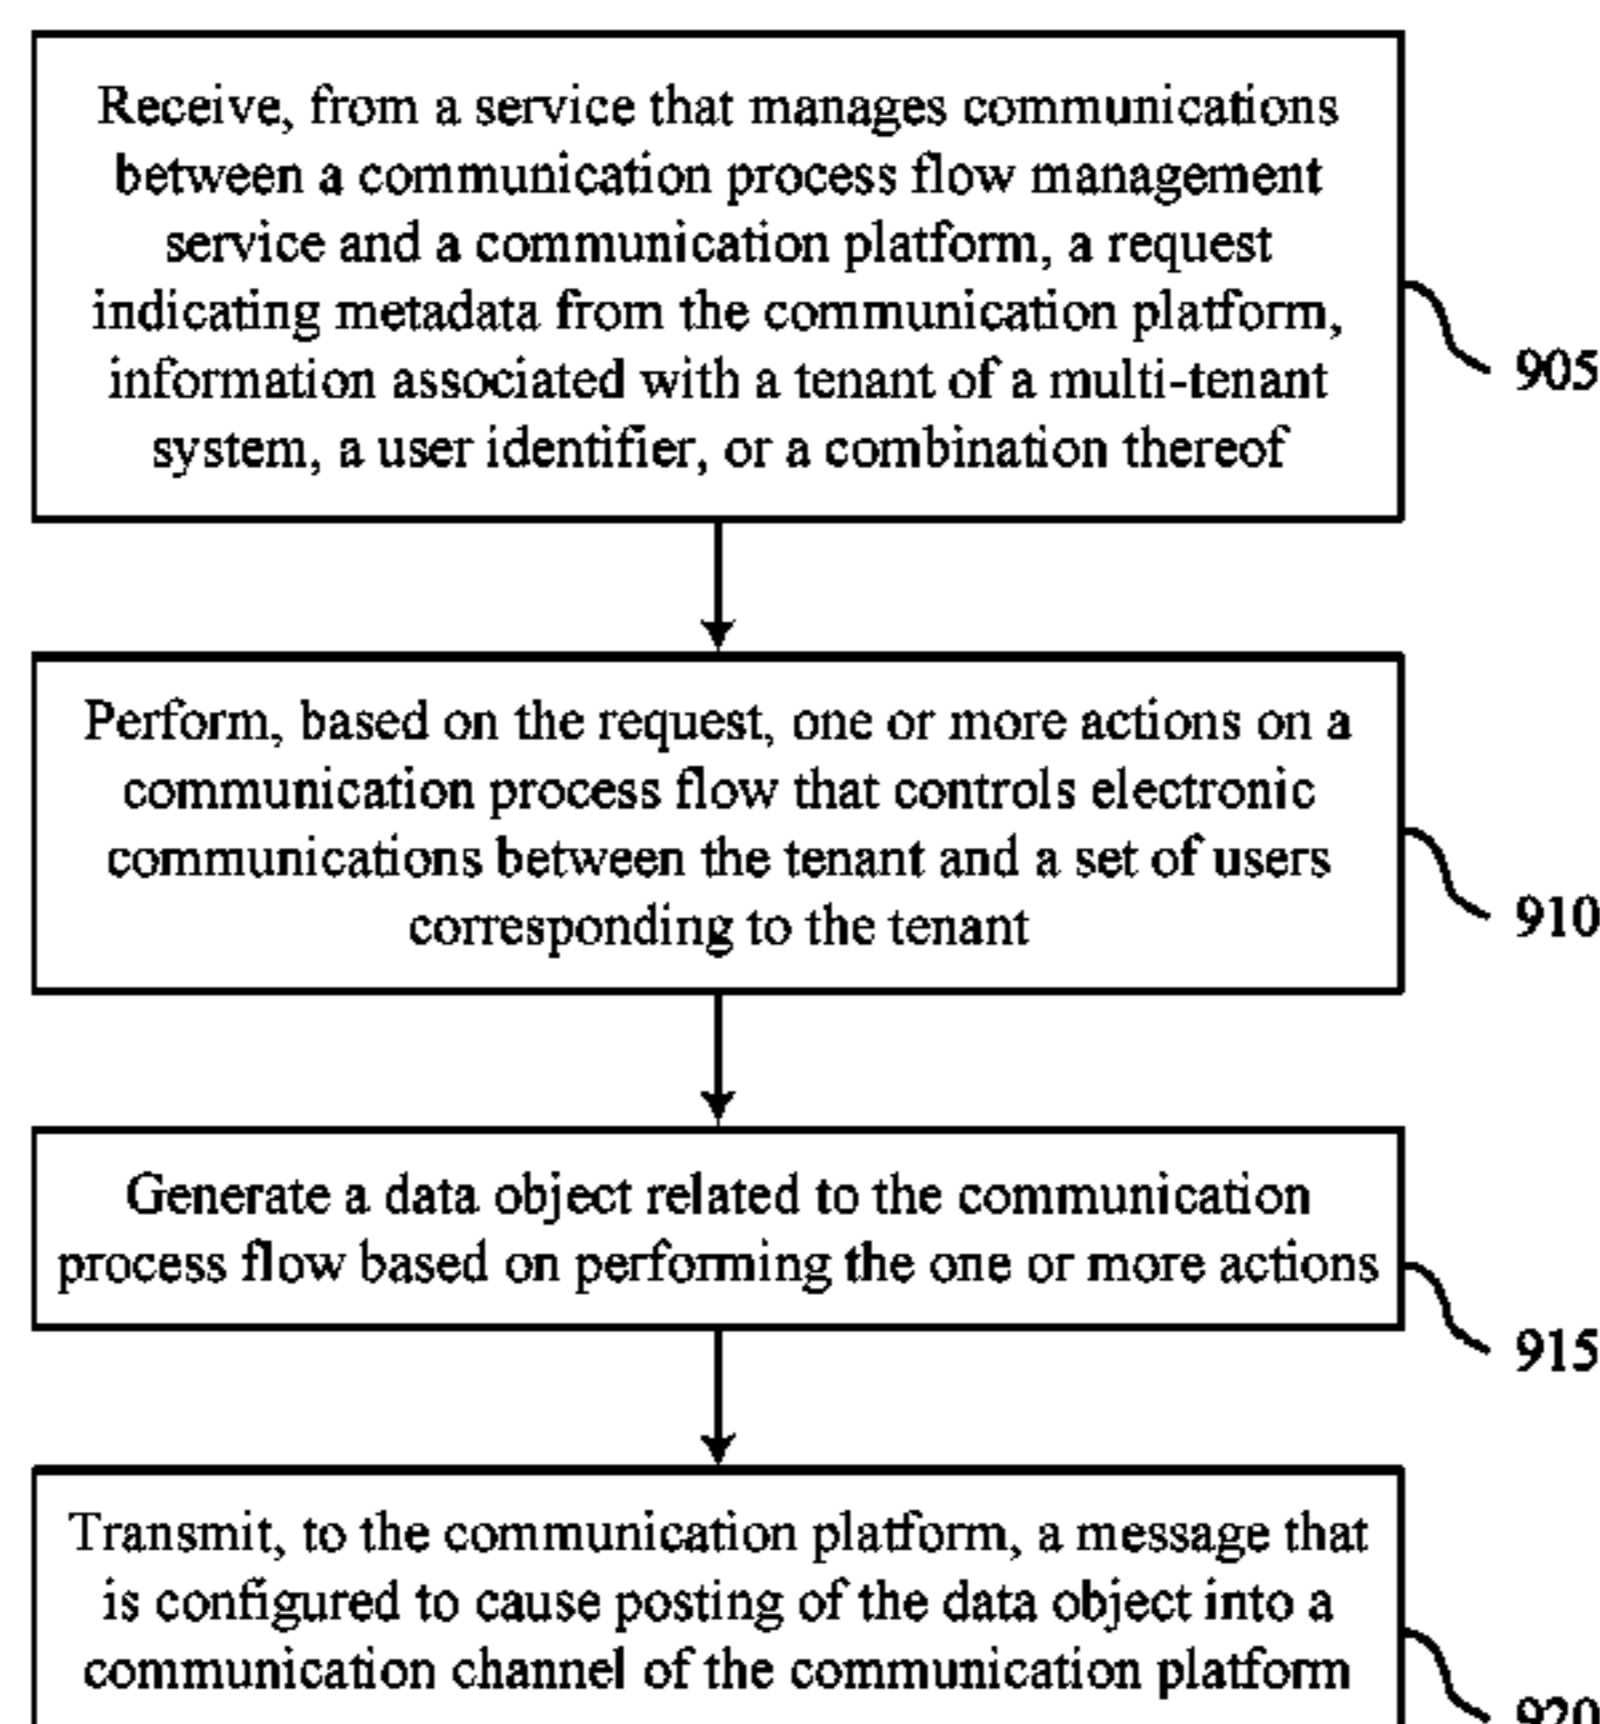 Receive, from a service that manages communications
between a communication process flow management
service and a communication platform, a request
indicating metadata from the communication platform,
information associated with a tenant of a multi-tenant
system, a user identifier, or a combination thereof
905
Perform, based on the request, one or more actions on a
communication process flow that controls electronic
communications between the tenant and a set of users
corresponding to the tenant
910
Generate a data object related to the communication
process flow based on performing the one or more actions
915
Transmit, to the communication platform, a message that
is configured to cause posting of the data object into a
communication channel of the communication platform
920